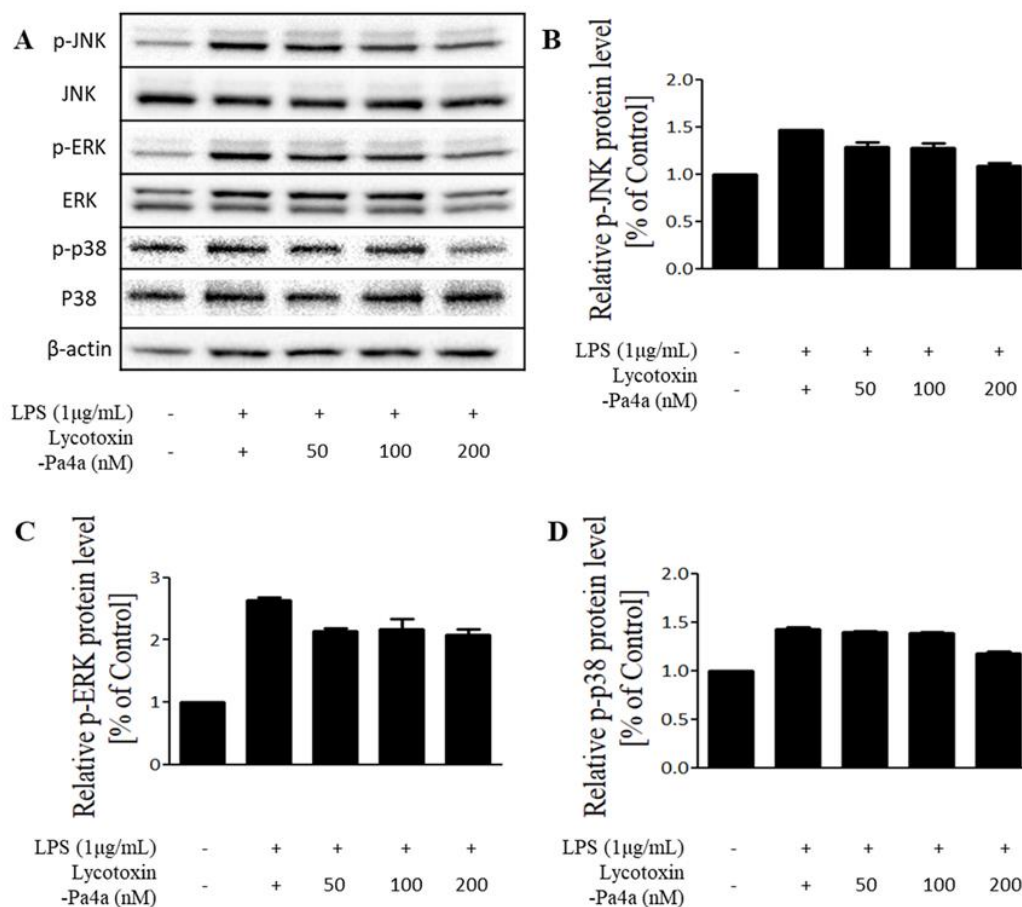 A
p-JNK
JNK
p-ERK
ERK
p-p38
P38
β-actin
LPS (1μg/mL) - + + + +
Lycotoxin
-Pa4a (nM) - + 50 100 200
B
Relative p-JNK protein level
[% of Control]
2.0
1.5
1.0
0.5
0.0
LPS (1μg/mL) - + + + +
Lycotoxin
-Pa4a (nM) - + 50 100 200
C
Relative p-ERK protein level
[% of Control]
3
2
1
0
LPS (1μg/mL) - + + + +
Lycotoxin
-Pa4a (nM) - + 50 100 200
D
Relative p-p38 protein level
[% of Control]
2.0
1.5
1.0
0.5
0.0
LPS (1μg/mL) - + + + +
Lycotoxin
-Pa4a (nM) - + 50 100 200